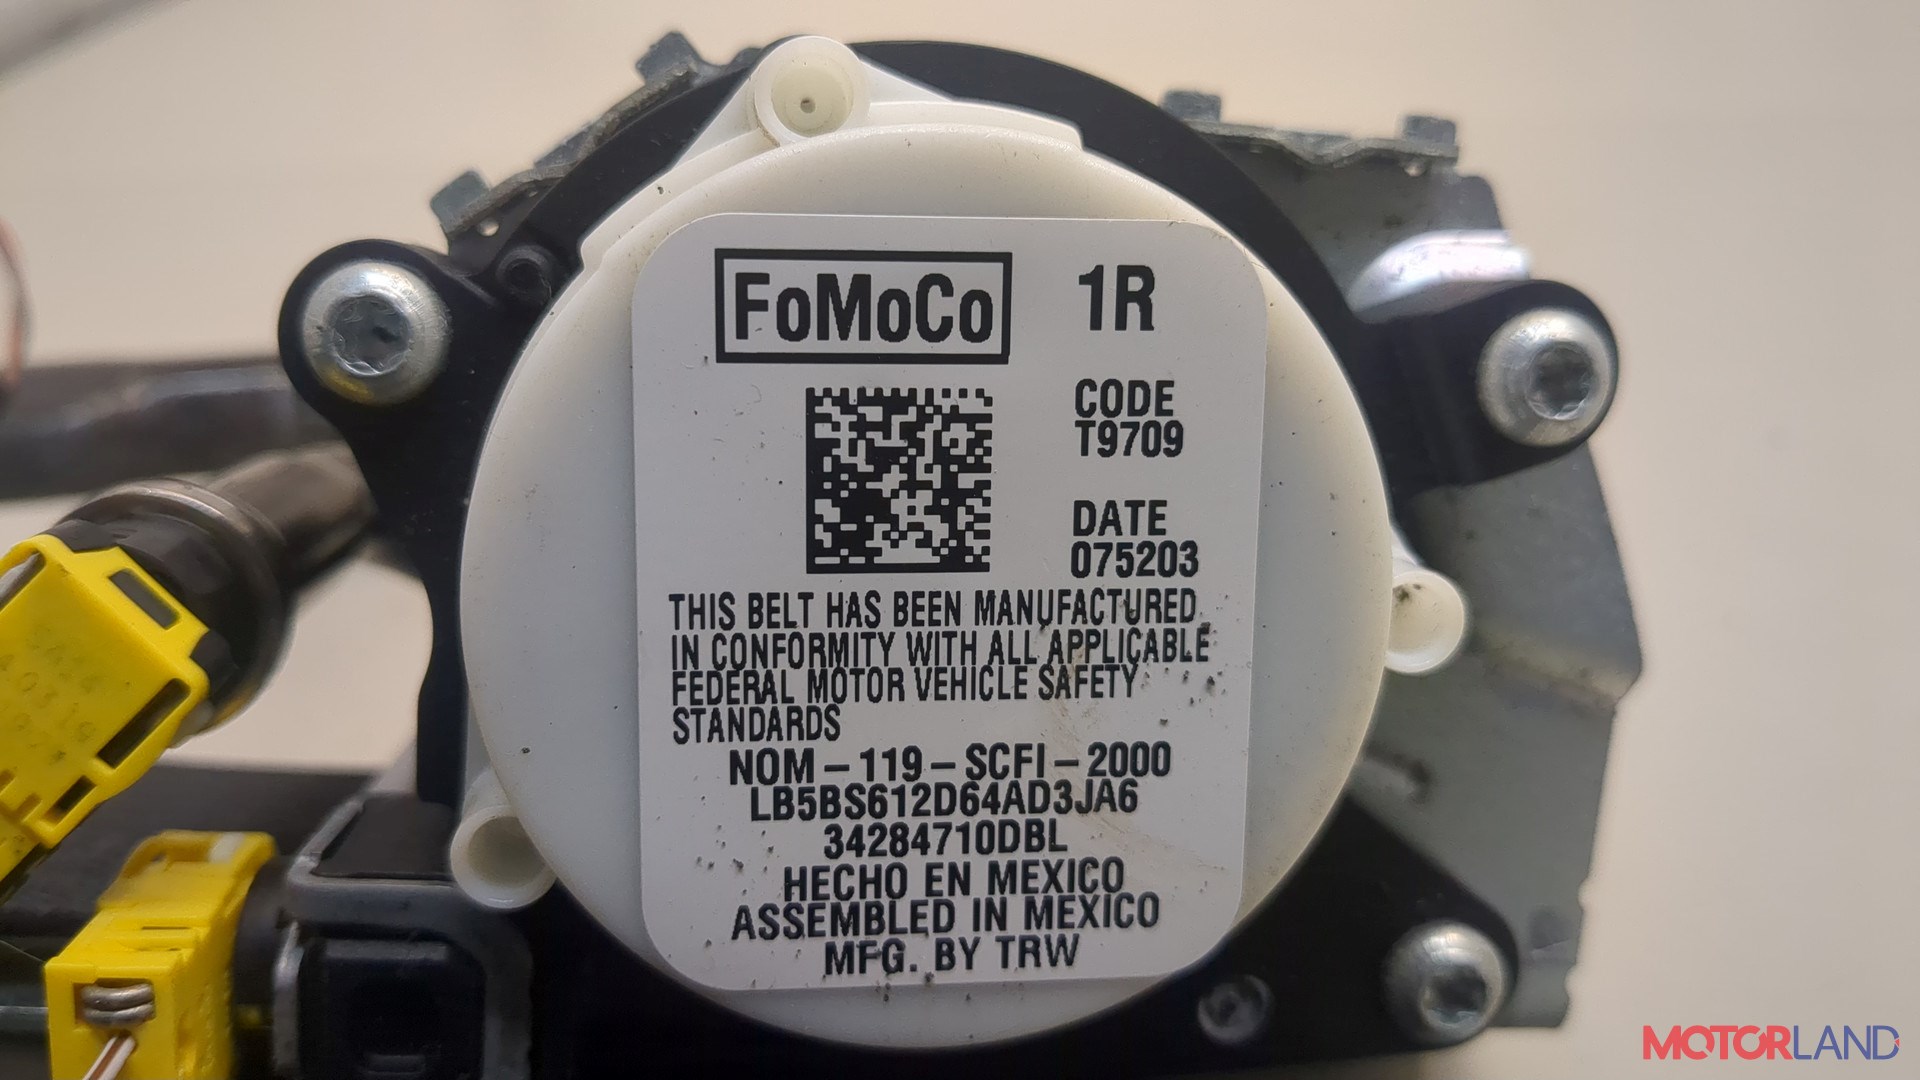 FoMoCo 1R
CODE
T9709
DATE
075203
THIS BELT HAS BEEN MANUFACTURED
IN CONFORMITY WITH ALL APPLICABLE
FEDERAL MOTOR VEHICLE SAFETY
STANDARDS
NOM-119-SCFI-2000
LB5BS612D64AD3JA6
34284710DBL
HECHO EN MEXICO
ASSEMBLED IN MEXICO
MFG. BY TRW
MOTORLAND